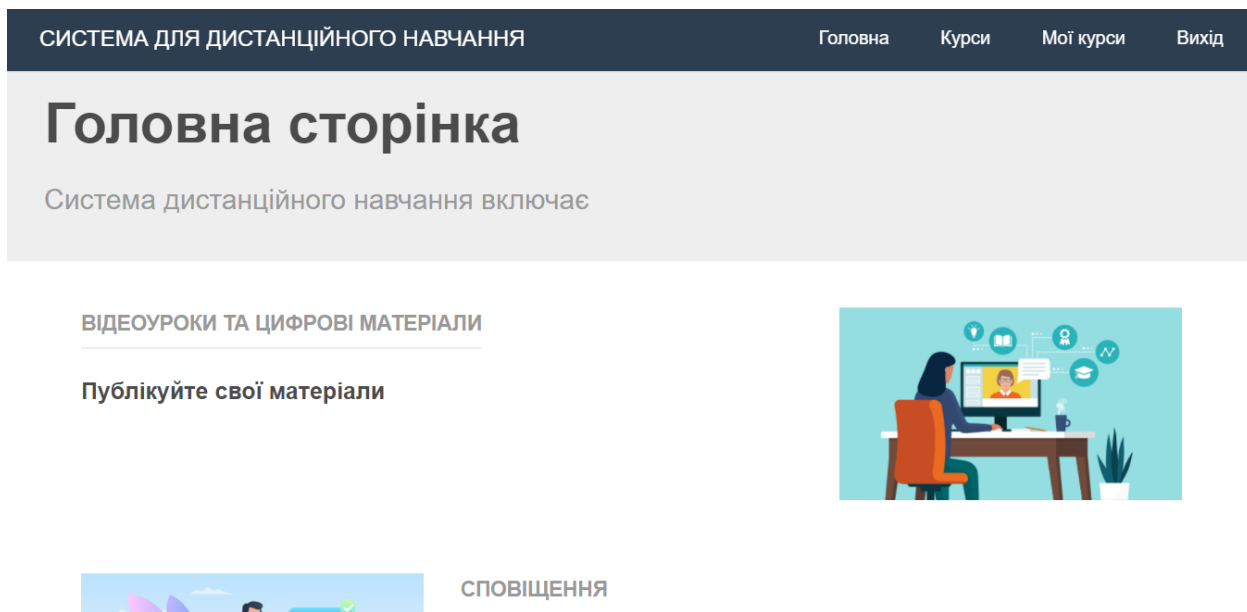 СИСТЕМА ДЛЯ ДИСТАНЦІЙНОГО НАВЧАННЯ
Головна
Курси
Мої курси
Вихід
Головна сторінка
Система дистанційного навчання включає
ВІДЕОУРОКИ ТА ЦИФРОВІ МАТЕРІАЛИ
Публікуйте свої матеріали
СПОВІЩЕННЯ